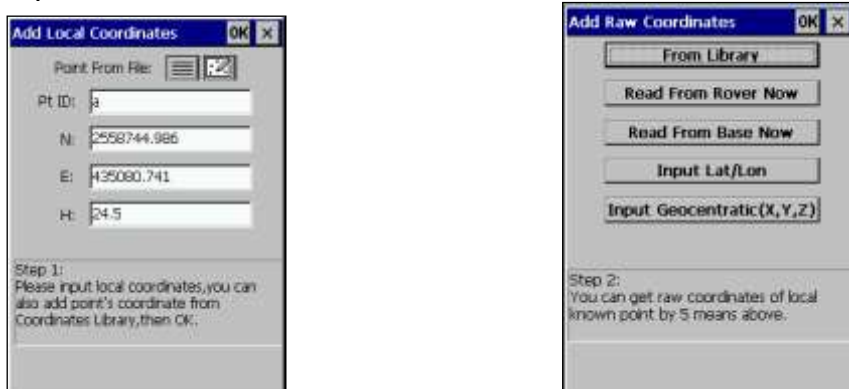 Add Local Coordinates OK ×
Point From File:
Pt ID: a
N: 2558744.986
E: 435080.741
H: 24.5
Step 1:
Please input local coordinates,you can
also add point's coordinate from
Coordinates Library,then OK.
Add Raw Coordinates OK ×
From Library
Read From Rover Now
Read From Base Now
Input Lat/Lon
Input Geocentratic(X,Y,Z)
Step 2:
You can get raw coordinates of local
known point by 5 means above.